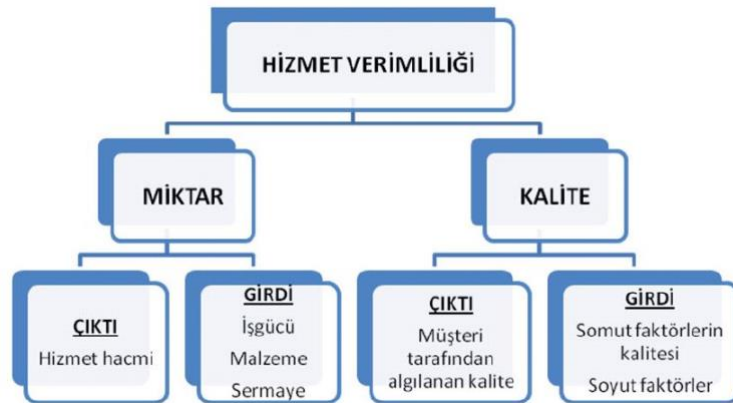 HİZMET VERİMLİLİĞİ
MİKTAR
KALİTE
ÇIKTI
Hizmet hacmi
GİRDİ
İşgücü
Malzeme
Sermaye
ÇIKTI
Müşteri
tarafından
algılanan kalite
GİRDİ
Somut faktörlerin
kalitesi
Soyut faktörler